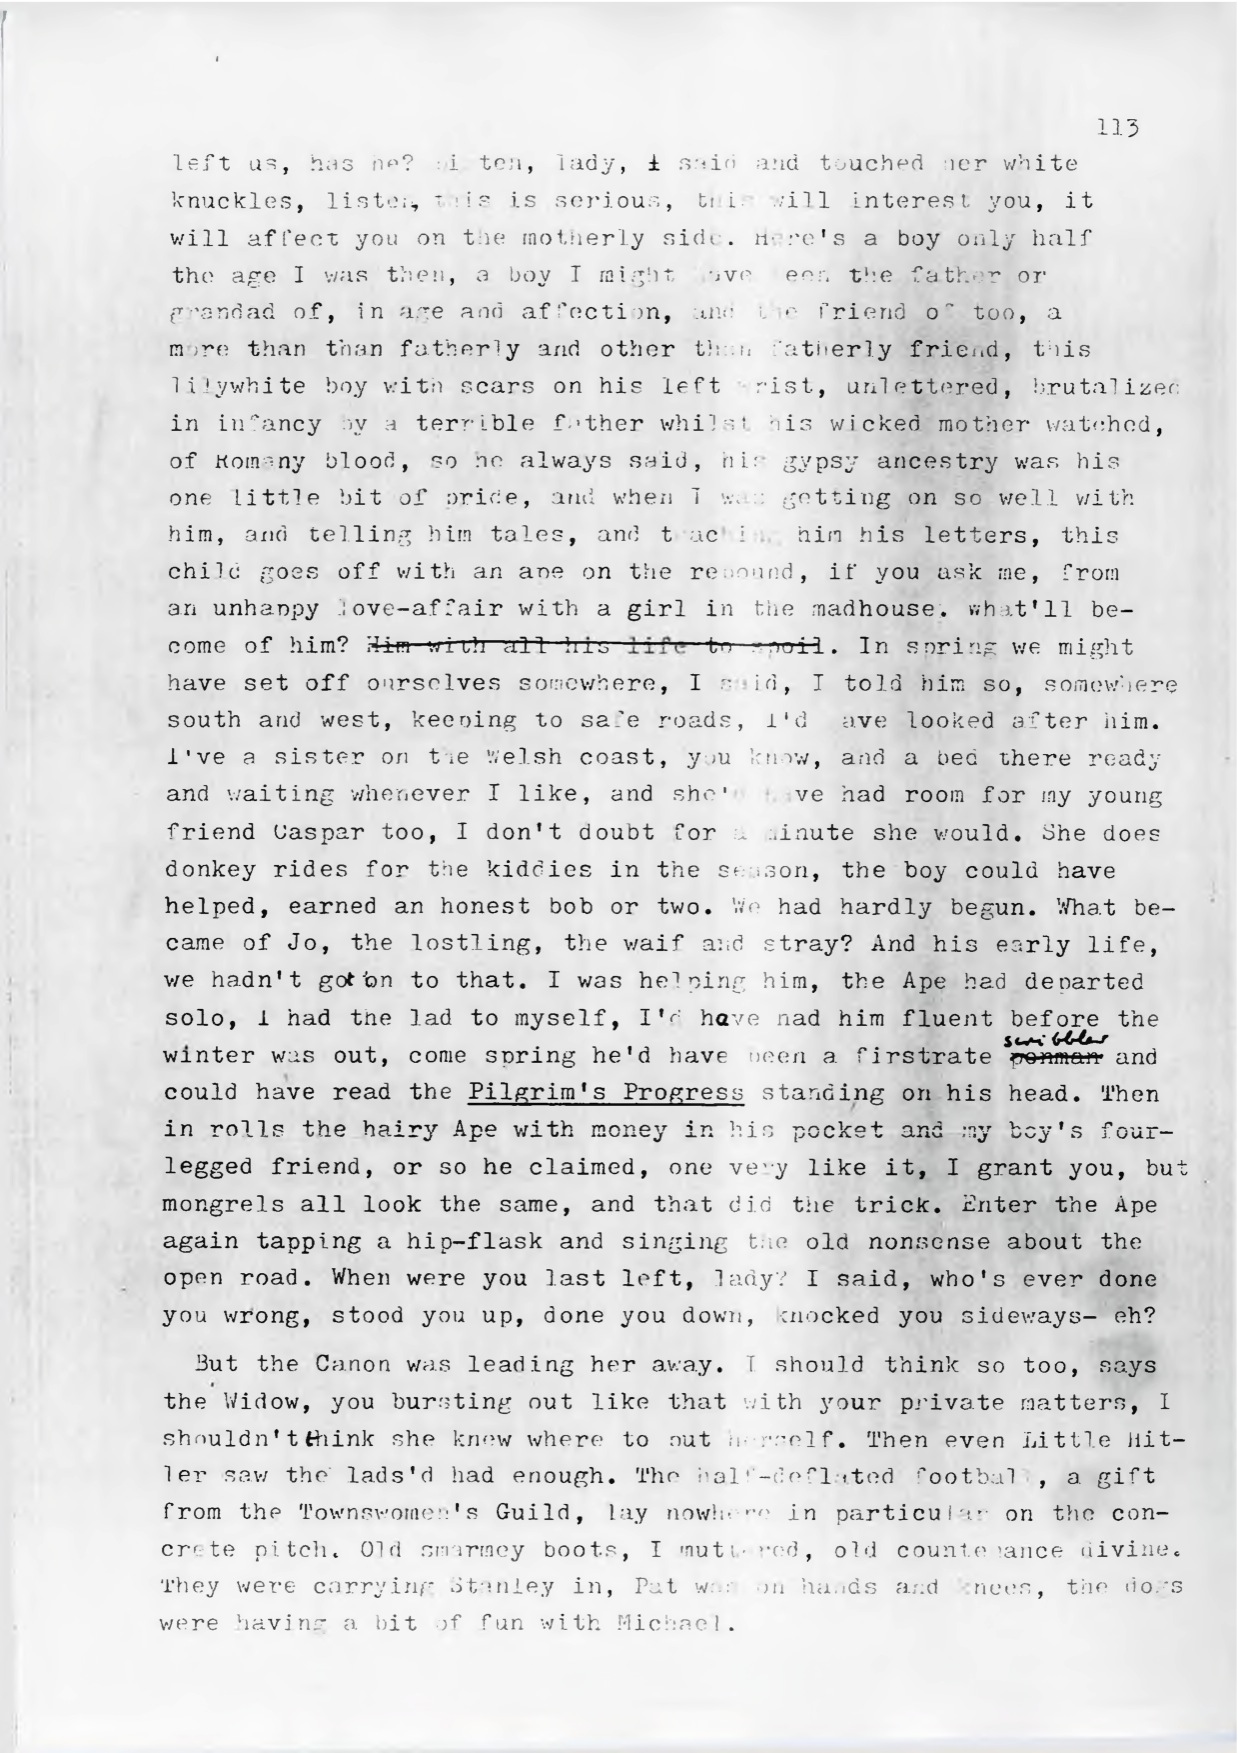 113
left us, has he? Listen, lady, I said and touched her white
knuckles, listen, this is serious, this will interest you, it
will affect you on the motherly side. Here's a boy only half
the age I was then, a boy I might have been the father or
grandad of, in age and affection, and the friend of too, a
more than than fatherly and other than fatherly friend, this
lilywhite boy with scars on his left wrist, unlettered, brutalized
in infancy by a terrible father whilst his wicked mother watched,
of Romany blood, so he always said, his gypsy ancestry was his
one little bit of pride, and when I was getting on so well with
him, and telling him tales, and teaching him his letters, this
child goes off with an ape on the rebound, if you ask me, from
an unhappy love-affair with a girl in the madhouse. What'll be-
come of him? Him with all his life to spoil. In spring we might
have set off ourselves somewhere, I said, I told him so, somewhere
south and west, keeping to safe roads, I'd have looked after him.
I've a sister on the Welsh coast, you know, and a bed there ready
and waiting whenever I like, and she'd have had room for my young
friend Caspar too, I don't doubt for a minute she would. She does
donkey rides for the kiddies in the season, the boy could have
helped, earned an honest bob or two. We had hardly begun. What be-
came of Jo, the lostling, the waif and stray? And his early life,
we hadn't got on to that. I was helping him, the Ape had departed
solo, I had the lad to myself, I'd have had him fluent before the
winter was out, come spring he'd have been a firstrate penman scribbler and
could have read the Pilgrim's Progress standing on his head. Then
in rolls the hairy Ape with money in his pocket and my boy's four-
legged friend, or so he claimed, one very like it, I grant you, but
mongrels all look the same, and that did the trick. Enter the Ape
again tapping a hip-flask and singing the old nonsense about the
open road. When were you last left, lady? I said, who's ever done
you wrong, stood you up, done you down, knocked you sideways- eh?
But the Canon was leading her away. I should think so too, says
the Widow, you bursting out like that with your private matters, I
shouldn't think she knew where to put herself. Then even Little Hit-
ler saw the lads'd had enough. The half-deflated football, a gift
from the Townswomen's Guild, lay nowhere in particular on the con-
crete pitch. Old smarmey boots, I muttered, old countenance divine.
They were carrying Stanley in, Pat was on hands and knees, the dogs
were having a bit of fun with Michael.